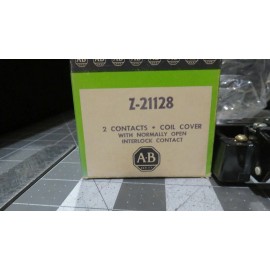 Z-21128
2 CONTACTS + COIL COVER
WITH NORMALLY OPEN
INTERLOCK CONTACT
AB